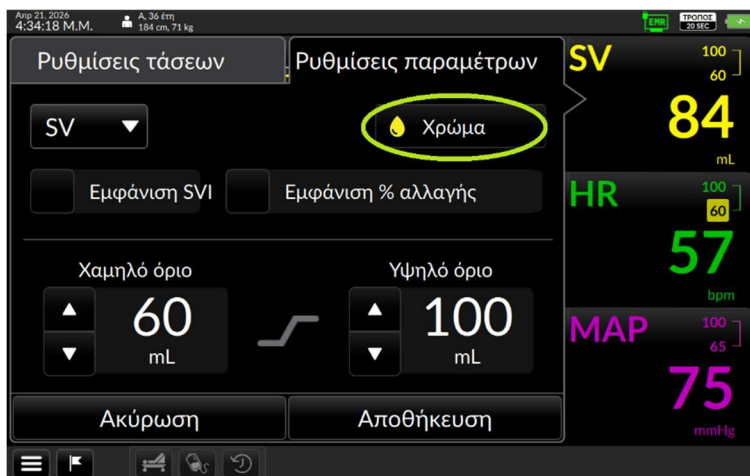 Απρ 21, 2026
4:34:18 Μ.Μ.
Α, 36 έτη
184 cm, 71 kg
EMR
ΤΡΟΠΟΣ
20 SEC
Ρυθμίσεις τάσεων
Ρυθμίσεις παραμέτρων
SV
Χρώμα
Εμφάνιση SVI
Εμφάνιση % αλλαγής
Χαμηλό όριο
Υψηλό όριο
60
mL
100
mL
Ακύρωση
Αποθήκευση
SV
100
60
84
mL
HR
100
60
57
bpm
MAP
100
65
75
mmHg